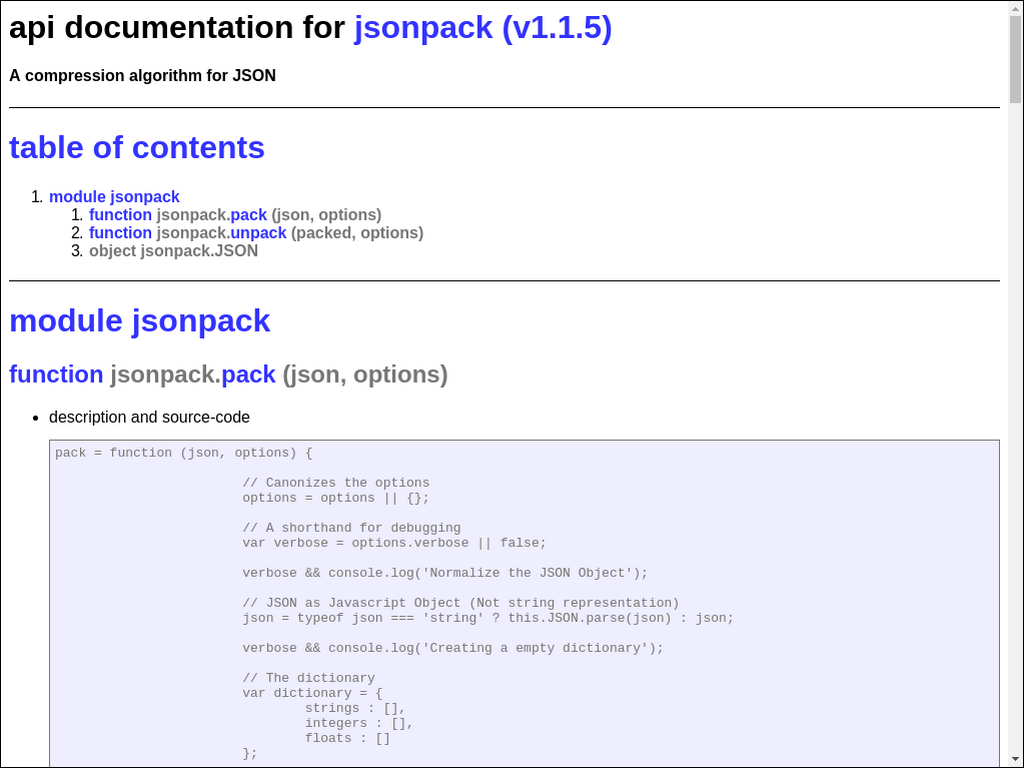 api documentation for jsonpack (v1.1.5)
A compression algorithm for JSON
table of contents
1. module jsonpack
1. function jsonpack.pack (json, options)
2. function jsonpack.unpack (packed, options)
3. object jsonpack.JSON
module jsonpack
function jsonpack.pack (json, options)
• description and source-code
pack = function (json, options) {
// Canonizes the options
options = options || {};
// A shorthand for debugging
var verbose = options.verbose || false;
verbose && console.log('Normalize the JSON Object');
// JSON as Javascript Object (Not string representation)
json = typeof json === 'string' ? this.JSON.parse(json) : json;
verbose && console.log('Creating a empty dictionary');
// The dictionary
var dictionary = {
strings : [],
integers : [],
floats : []
};